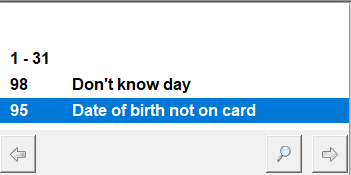 1 - 31
98 Don't know day
95 Date of birth not on card